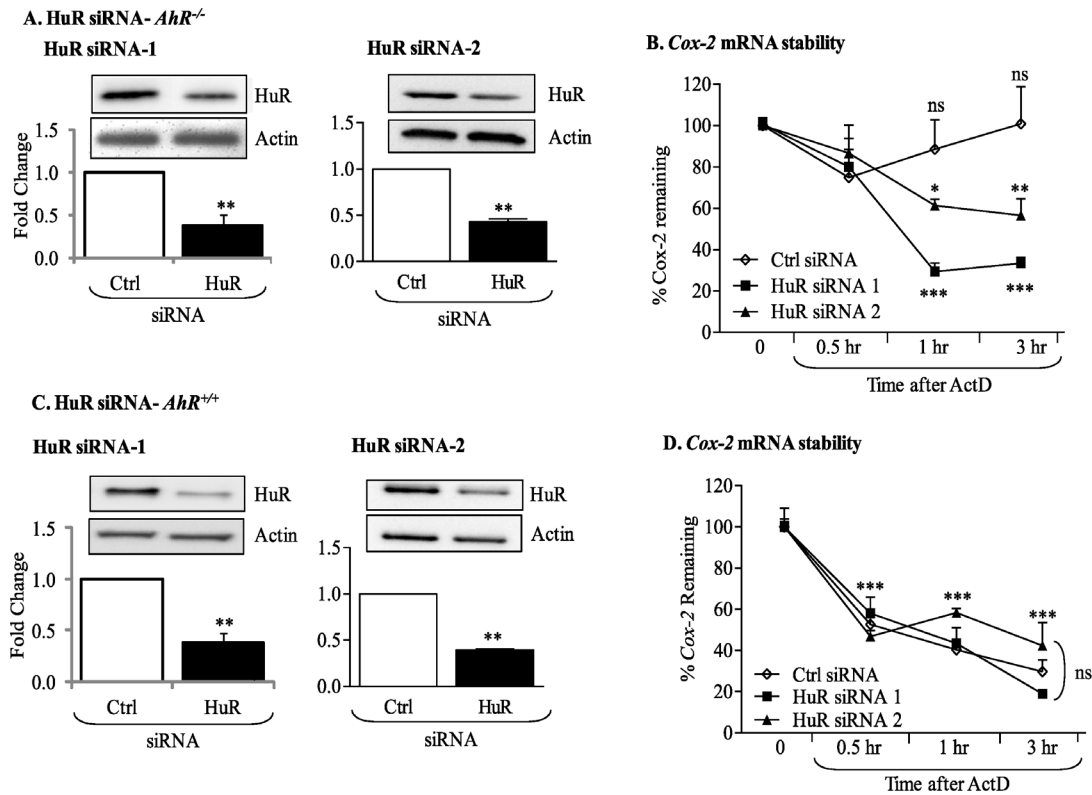 A. HuR siRNA- AhR-/-
HuR siRNA-1
HuR
Actin
Fold Change
1.5
1.0
0.5
0.0
**
Ctrl
HuR
siRNA
HuR siRNA-2
HuR
Actin
1.5
1.0
0.5
0.0
**
Ctrl
HuR
siRNA
B. Cox-2 mRNA stability
% Cox-2 remaining
120
100
80
60
40
20
0
ns
ns
*
**
***
***
Ctrl siRNA
HuR siRNA 1
HuR siRNA 2
0
0.5 hr
1 hr
3 hr
Time after ActD
C. HuR siRNA- AhR+/+
HuR siRNA-1
HuR
Actin
Fold Change
1.5
1.0
0.5
0.0
**
Ctrl
HuR
siRNA
HuR siRNA-2
HuR
Actin
1.5
1.0
0.5
0.0
**
Ctrl
HuR
siRNA
D. Cox-2 mRNA stability
% Cox-2 Remaining
120
100
80
60
40
20
0
***
***
***
ns
Ctrl siRNA
HuR siRNA 1
HuR siRNA 2
0
0.5 hr
1 hr
3 hr
Time after ActD